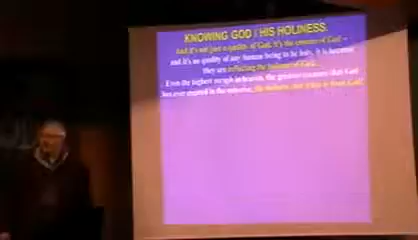 KNOWING GOD / HIS HOLINESS.
And it's not just a quality of God, it's the essence of God –
and it's no quality of any human being to be holy, it is because
they are reflecting the holiness of God...
Even the highest seraph in heaven, the greatest creature that God
has ever created in the universe,